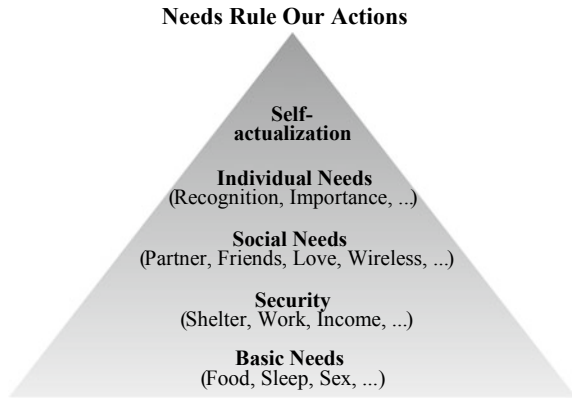 Needs Rule Our Actions
Self-
actualization
Individual Needs
(Recognition, Importance, ...)
Social Needs
(Partner, Friends, Love, Wireless, ...)
Security
(Shelter, Work, Income, ...)
Basic Needs
(Food, Sleep, Sex, ...)